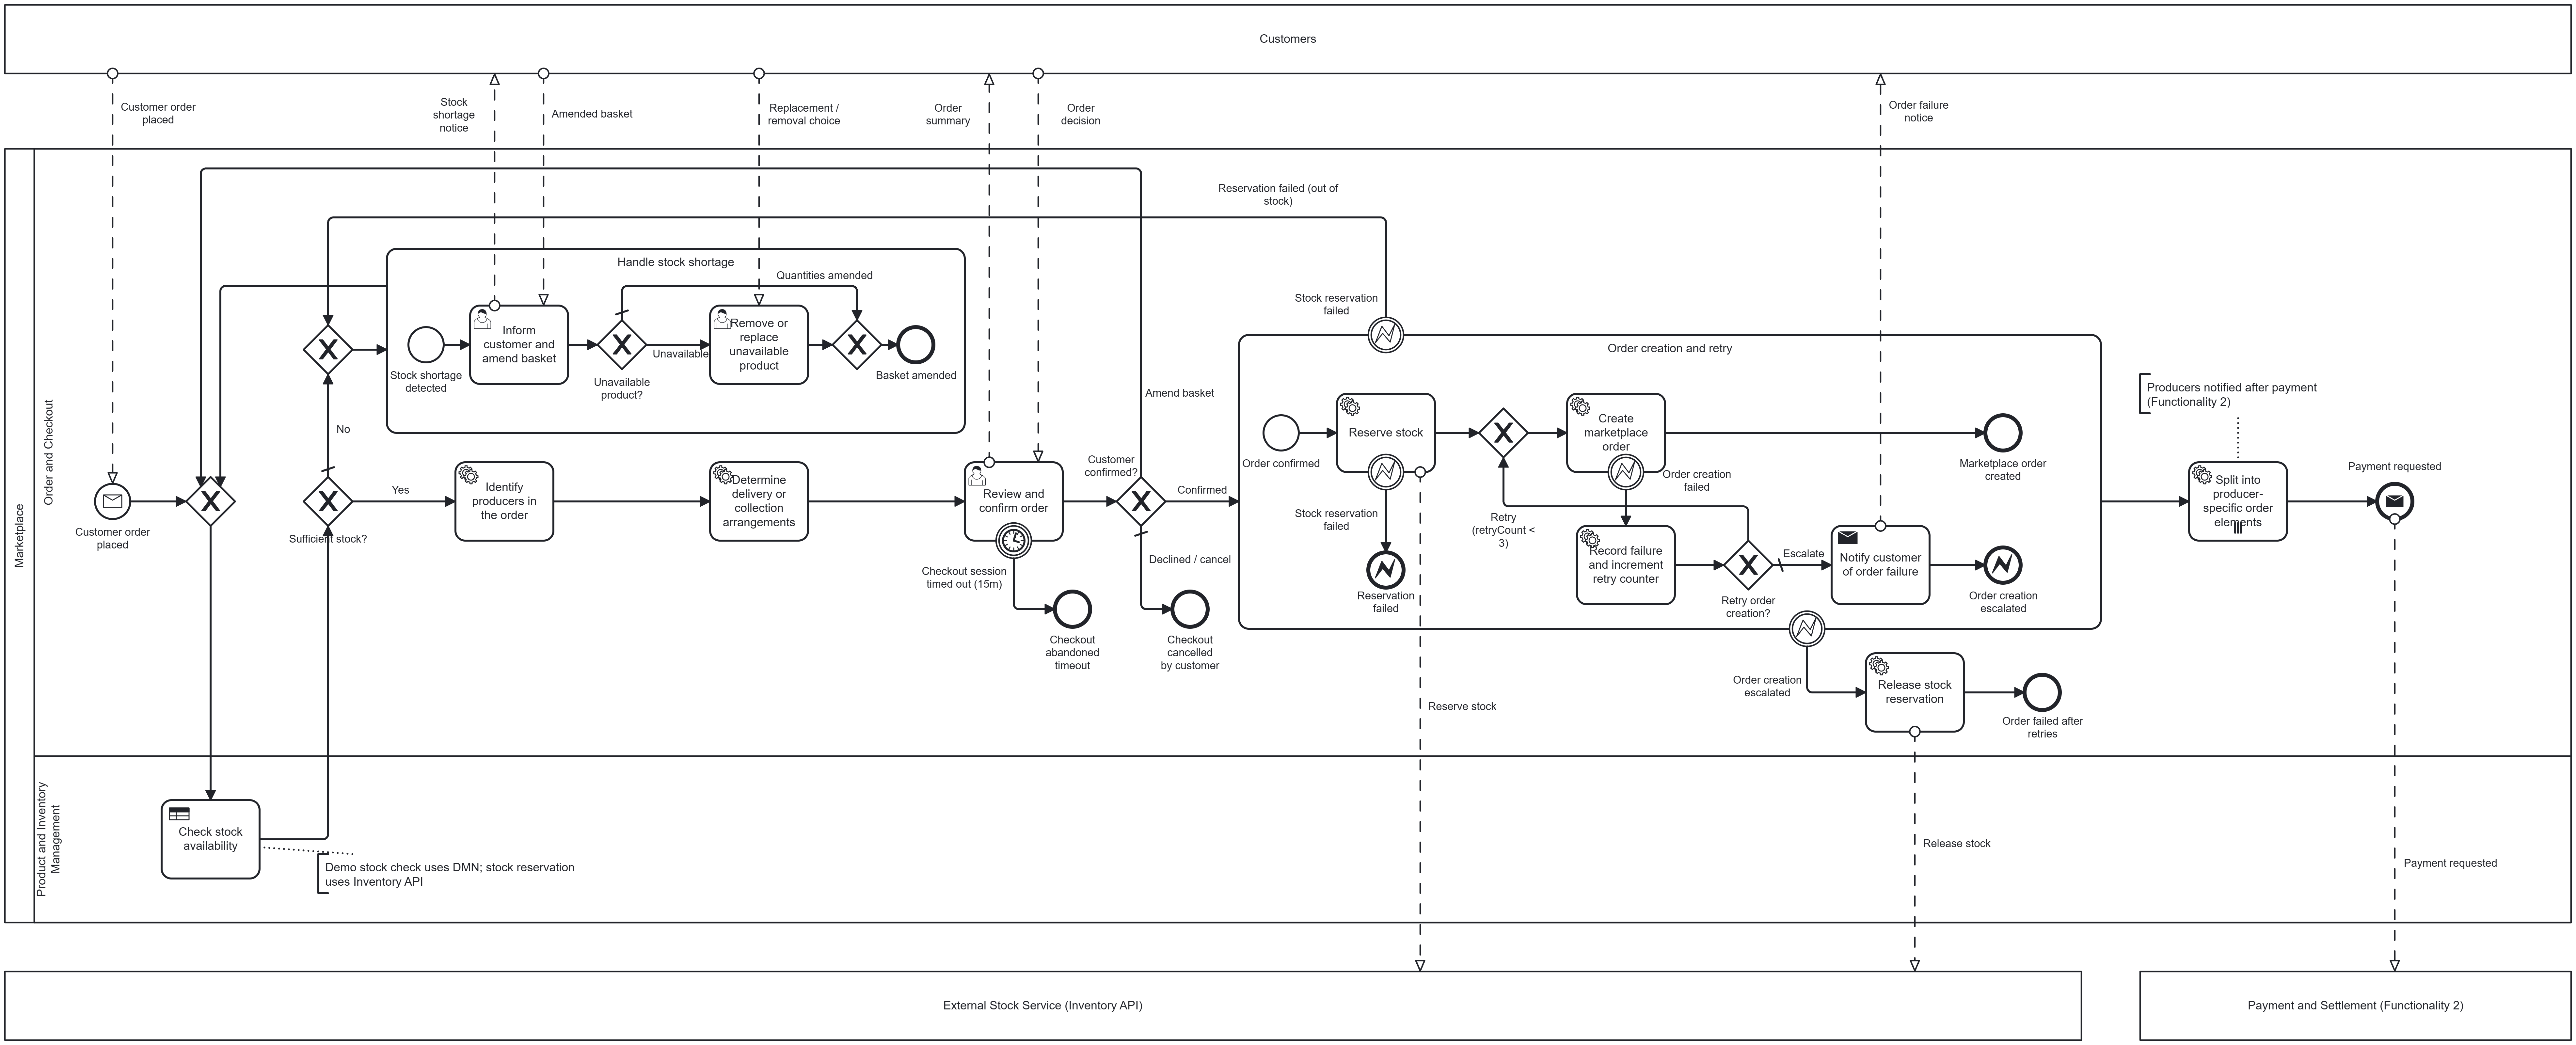 Customers
Customer order
placed
Stock
shortage
notice
Amended basket
Replacement /
removal choice
Order
summary
Order
decision
Order failure
notice
Marketplace
Order and Checkout
Reservation failed (out of
stock)
Handle stock shortage
Quantities amended
Stock shortage
detected
Inform
customer and
amend basket
Unavailable
product?
Unavailable
Remove or
replace
unavailable
product
Basket amended
Stock reservation
failed
Amend basket
No
Customer order
placed
Sufficient stock?
Yes
Identify
producers in
the order
Determine
delivery or
collection
arrangements
Review and
confirm order
Checkout session
timed out (15m)
Checkout
abandoned
timeout
Customer
confirmed?
Confirmed
Declined / cancel
Checkout
cancelled
by customer
Order creation and retry
Order confirmed
Reserve stock
Stock reservation
failed
Reservation
failed
Create
marketplace
order
Order creation
failed
Marketplace order
created
Retry
(retryCount <
3)
Record failure
and increment
retry counter
Retry order
creation?
Escalate
Notify customer
of order failure
Order creation
escalated
Order creation
escalated
Release stock
reservation
Order failed after
retries
Producers notified after payment
(Functionality 2)
Split into
producer-
specific order
elements
Payment requested
Reserve stock
Product and Inventory
Management
Check stock
availability
Demo stock check uses DMN; stock reservation
uses Inventory API
Release stock
Payment requested
External Stock Service (Inventory API)
Payment and Settlement (Functionality 2)